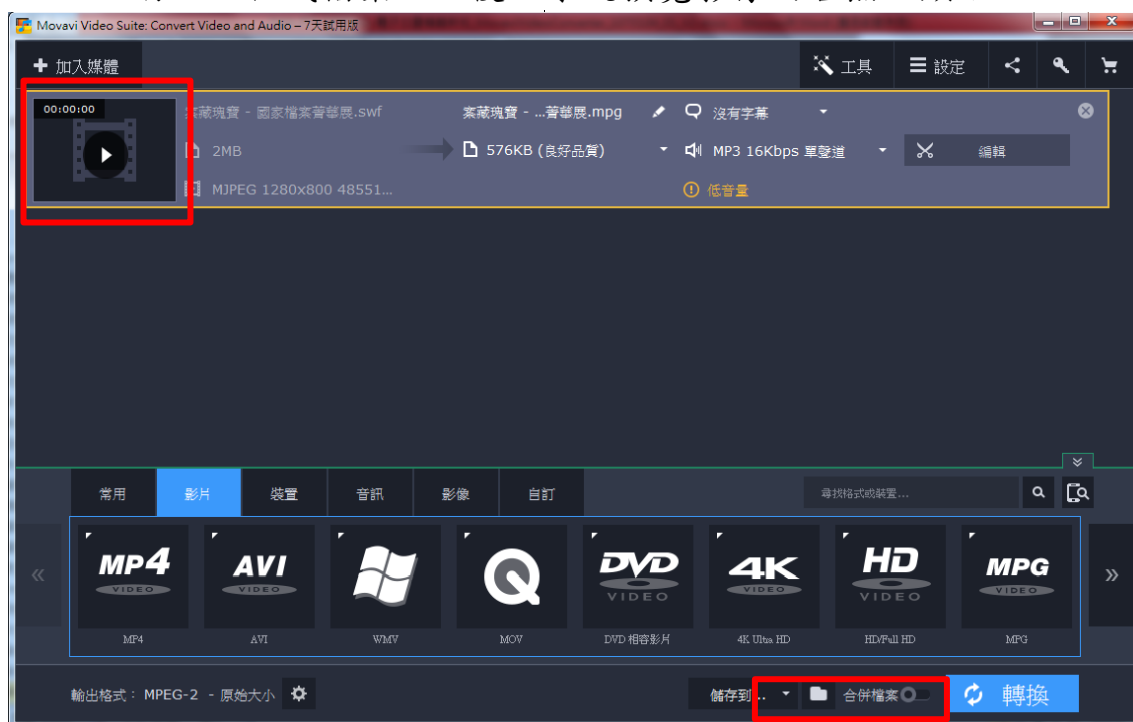 Movavi Video Suite: Convert Video and Audio – 7天試用版
加入媒體
工具
設定
00:00:00
案藏瑰寶 - 國家檔案菁華展.swf
案藏瑰寶 - ...菁華展.mpg
沒有字幕
2MB
576KB (良好品質)
MP3 16Kbps 單聲道
編輯
MJPEG 1280x800 48551...
低音量
常用
影片
裝置
音訊
影像
自訂
尋找格式或裝置...
MP4 VIDEO
AVI VIDEO
DVD VIDEO
4K VIDEO
HD VIDEO
MPG VIDEO
MP4
AVI
WMV
MOV
DVD 相容影片
4K Ultra HD
HD/Full HD
MPG
輸出格式： MPEG-2 - 原始大小
儲存到...
合併檔案
轉換